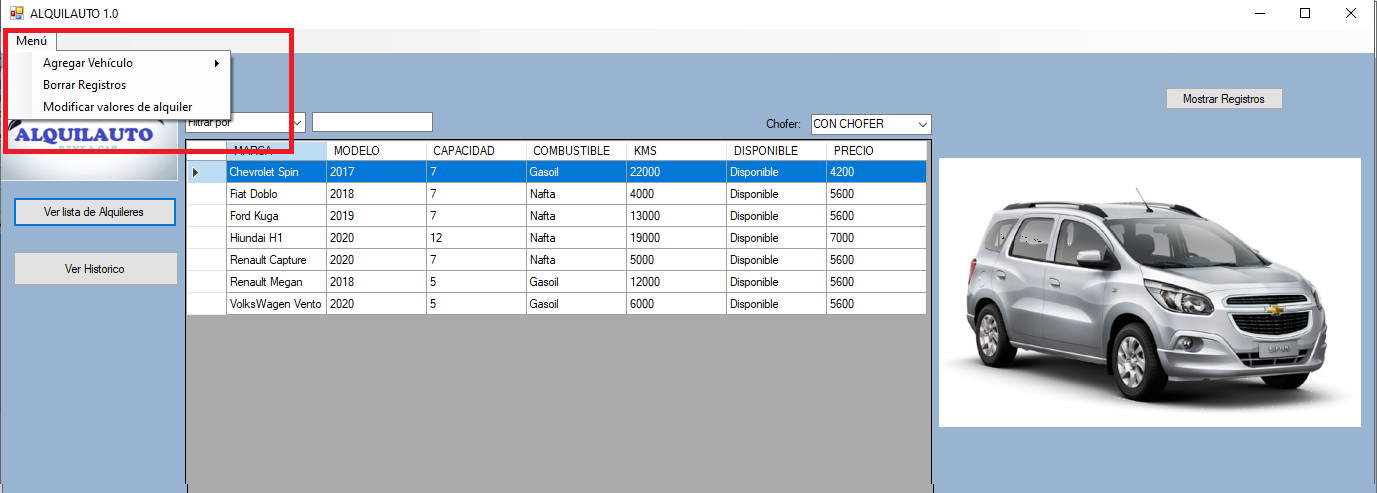 ALQUILAUTO 1.0
Menú
Agregar Vehículo
Borrar Registros
Modificar valores de alquiler
ALQUILAUTO
RENT A CAR
Filtrar por
Chofer: CON CHOFER
Mostrar Registros
MARCA MODELO CAPACIDAD COMBUSTIBLE KMS DISPONIBLE PRECIO
Chevrolet Spin 2017 7 Gasoil 22000 Disponible 4200
Fiat Doblo 2018 7 Nafta 4000 Disponible 5600
Ford Kuga 2019 7 Nafta 13000 Disponible 5600
Hiundai H1 2020 12 Nafta 19000 Disponible 7000
Renault Capture 2020 7 Nafta 5000 Disponible 5600
Renault Megan 2018 5 Gasoil 12000 Disponible 5600
VolksWagen Vento 2020 5 Gasoil 6000 Disponible 5600
Ver lista de Alquileres
Ver Historico
SPIN